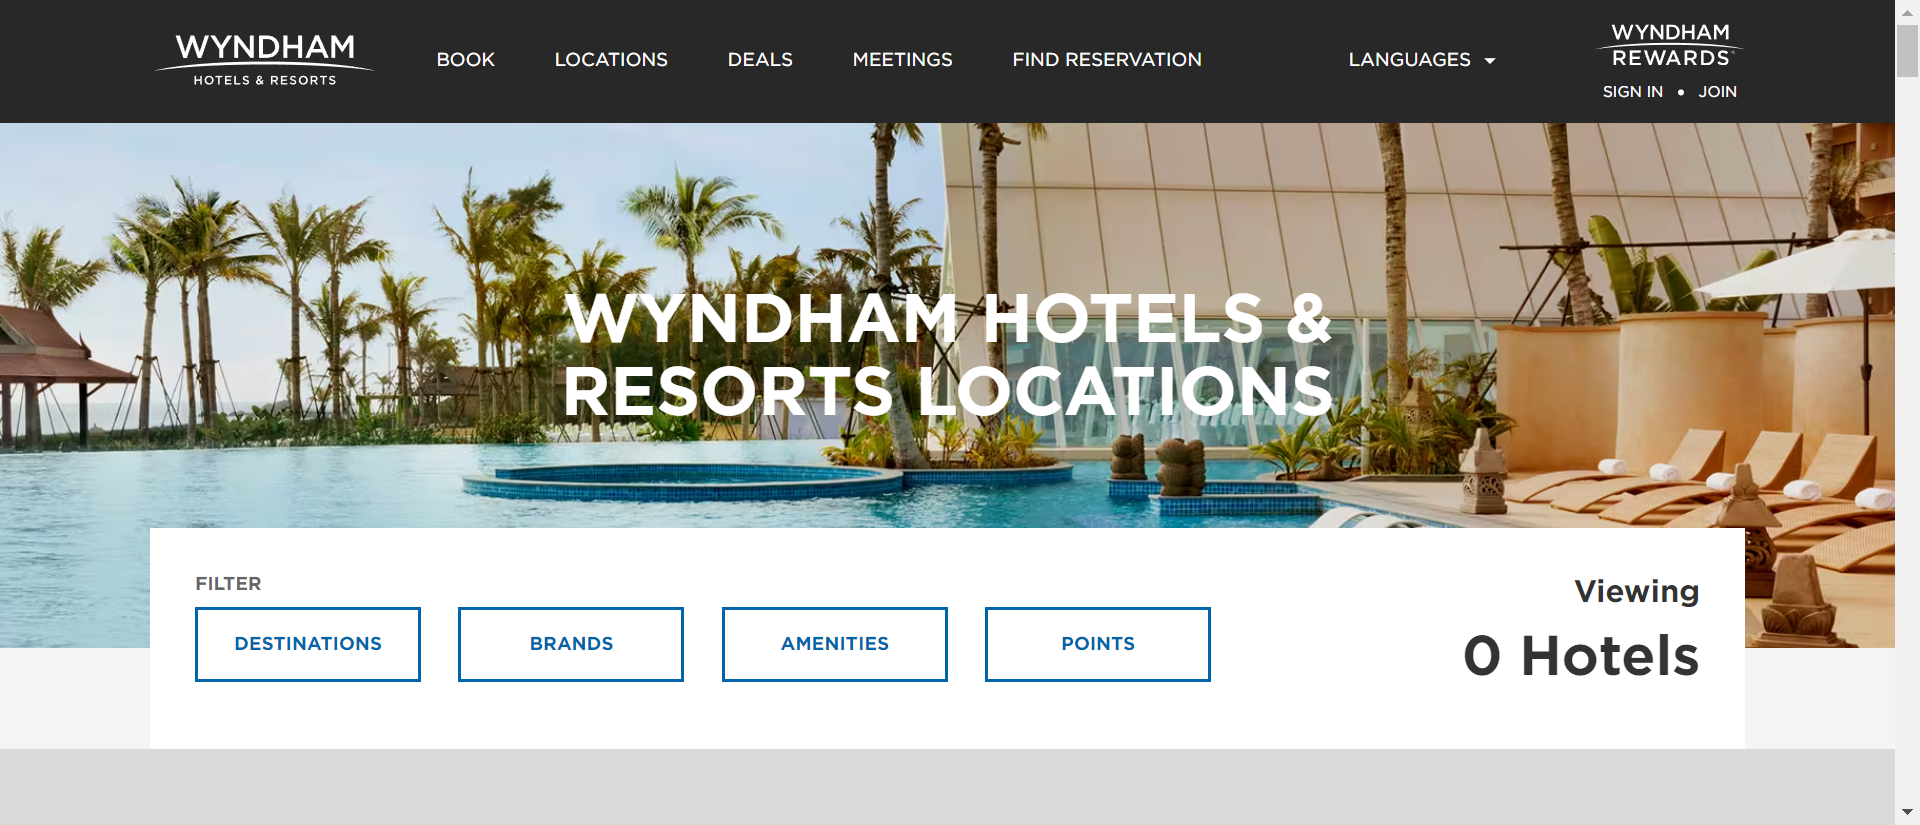 WYNDHAM
HOTELS & RESORTS
BOOK
LOCATIONS
DEALS
MEETINGS
FIND RESERVATION
LANGUAGES
WYNDHAM
REWARDS
SIGN IN • JOIN
WYNDHAM HOTELS &
RESORTS LOCATIONS
FILTER
DESTINATIONS
BRANDS
AMENITIES
POINTS
Viewing
0 Hotels